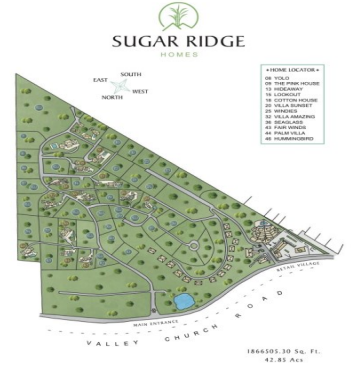 SUGAR RIDGE
HOMES
SOUTH
EAST
WEST
NORTH
HOME LOCATOR
08 YOLO
09 THE PINK HOUSE
13 HIDEAWAY
15 LOOKOUT
18 COTTON HOUSE
20 VILLA SUNSET
25 WINDIES
32 VILLA AMAZING
36 SEAGLASS
43 FAIR WINDS
44 PALM VILLA
46 HUMMINGBIRD
RETAIL VILLAGE
MAIN ENTRANCE
VALLEY CHURCH ROAD
1866505.30 Sq. Ft.
42.85 Acs